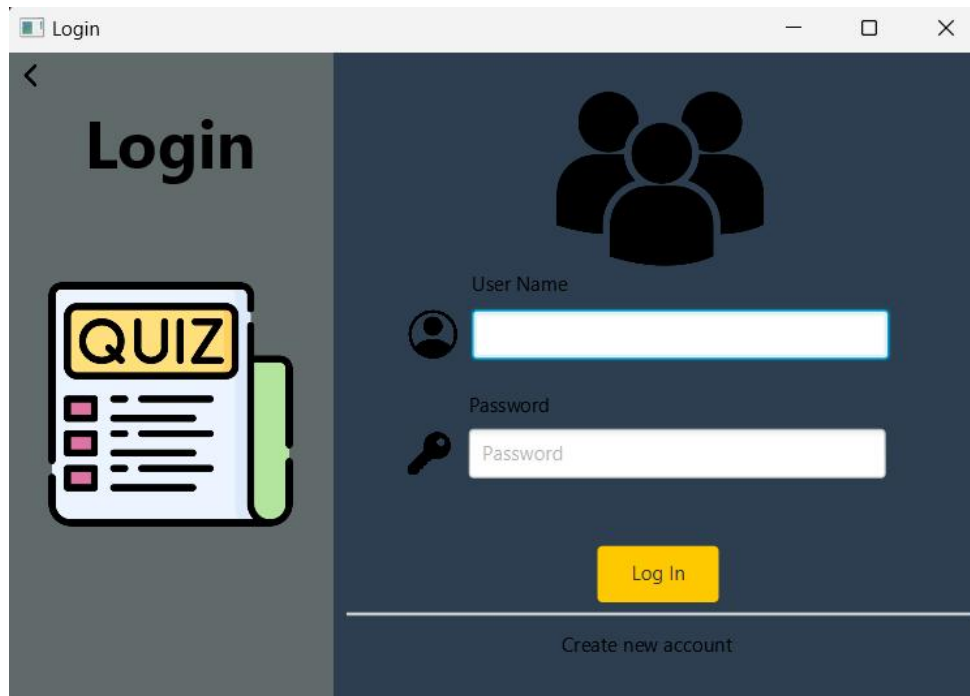 Login
Login
QUIZ
User Name
Password
Password
Log In
Create new account